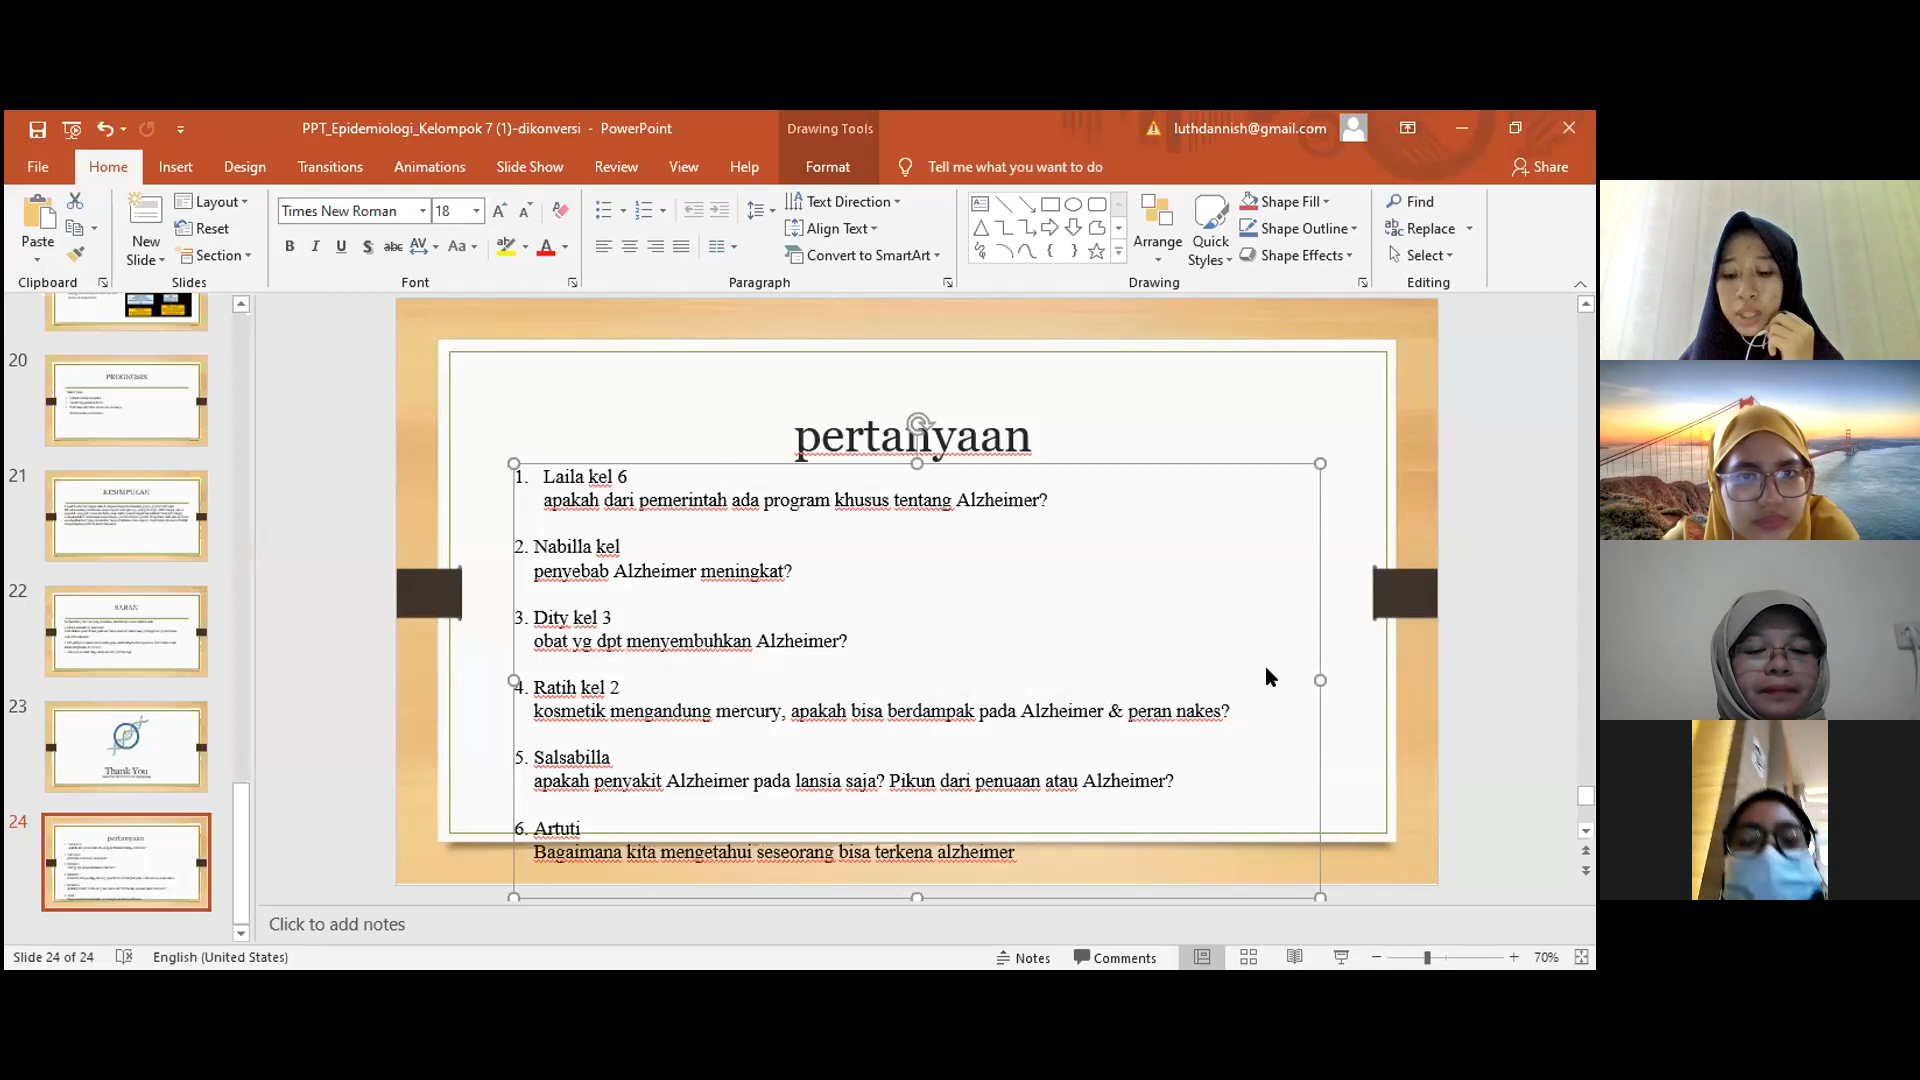 PPT_Epidemiologi_Kelompok 7 (1)-dikonversi - PowerPoint
Drawing Tools
luthdannish@gmail.com
File Home Insert Design Transitions Animations Slide Show Review View Help Format Tell me what you want to do Share
Paste
Clipboard
New Slide
Layout
Reset
Section
Slides
Times New Roman 18
B I U S abc AV Aa A
Font
Text Direction
Align Text
Convert to SmartArt
Paragraph
Arrange
Quick Styles
Shape Fill
Shape Outline
Shape Effects
Drawing
Find
Replace
Select
Editing
20
PROGNOSIS
21
KESIMPULAN
22
SARAN
23
Thank You
24
pertanyaan
pertanyaan
1. Laila kel 6
apakah dari pemerintah ada program khusus tentang Alzheimer?
2. Nabilla kel
penyebab Alzheimer meningkat?
3. Dity kel 3
obat yg dpt menyembuhkan Alzheimer?
4. Ratih kel 2
kosmetik mengandung mercury, apakah bisa berdampak pada Alzheimer & peran nakes?
5. Salsabilla
apakah penyakit Alzheimer pada lansia saja? Pikun dari penuaan atau Alzheimer?
6. Artuti
Bagaimana kita mengetahui seseorang bisa terkena alzheimer
Click to add notes
Slide 24 of 24 English (United States) Notes Comments 70%